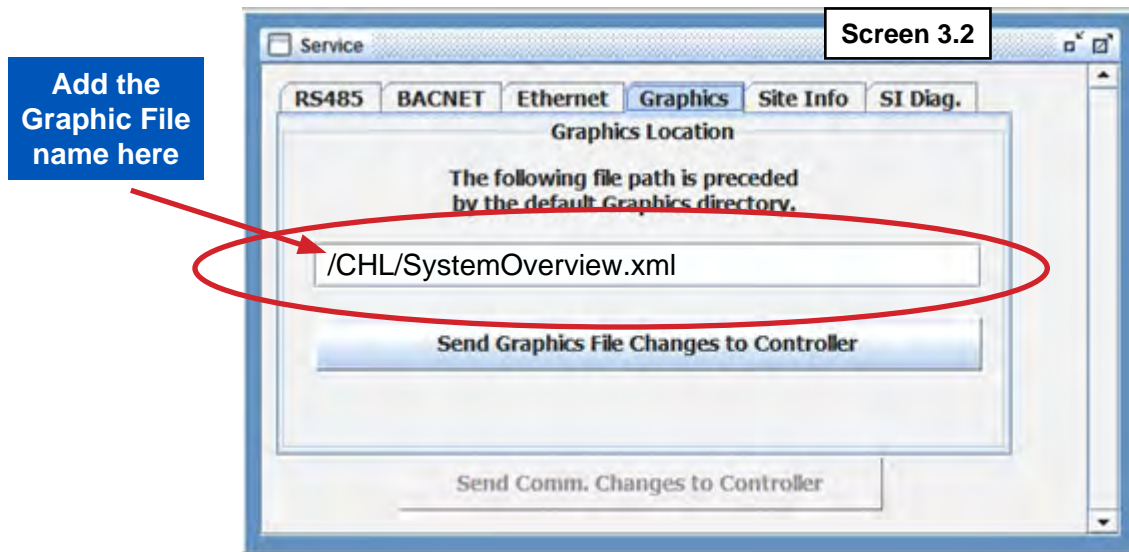 Screen 3.2
Service
Add the
Graphic File
name here
RS485 BACNET Ethernet Graphics Site Info SI Diag.
Graphics Location
The following file path is preceded
by the default Graphics directory.
/CHL/SystemOverview.xml
Send Graphics File Changes to Controller
Send Comm. Changes to Controller